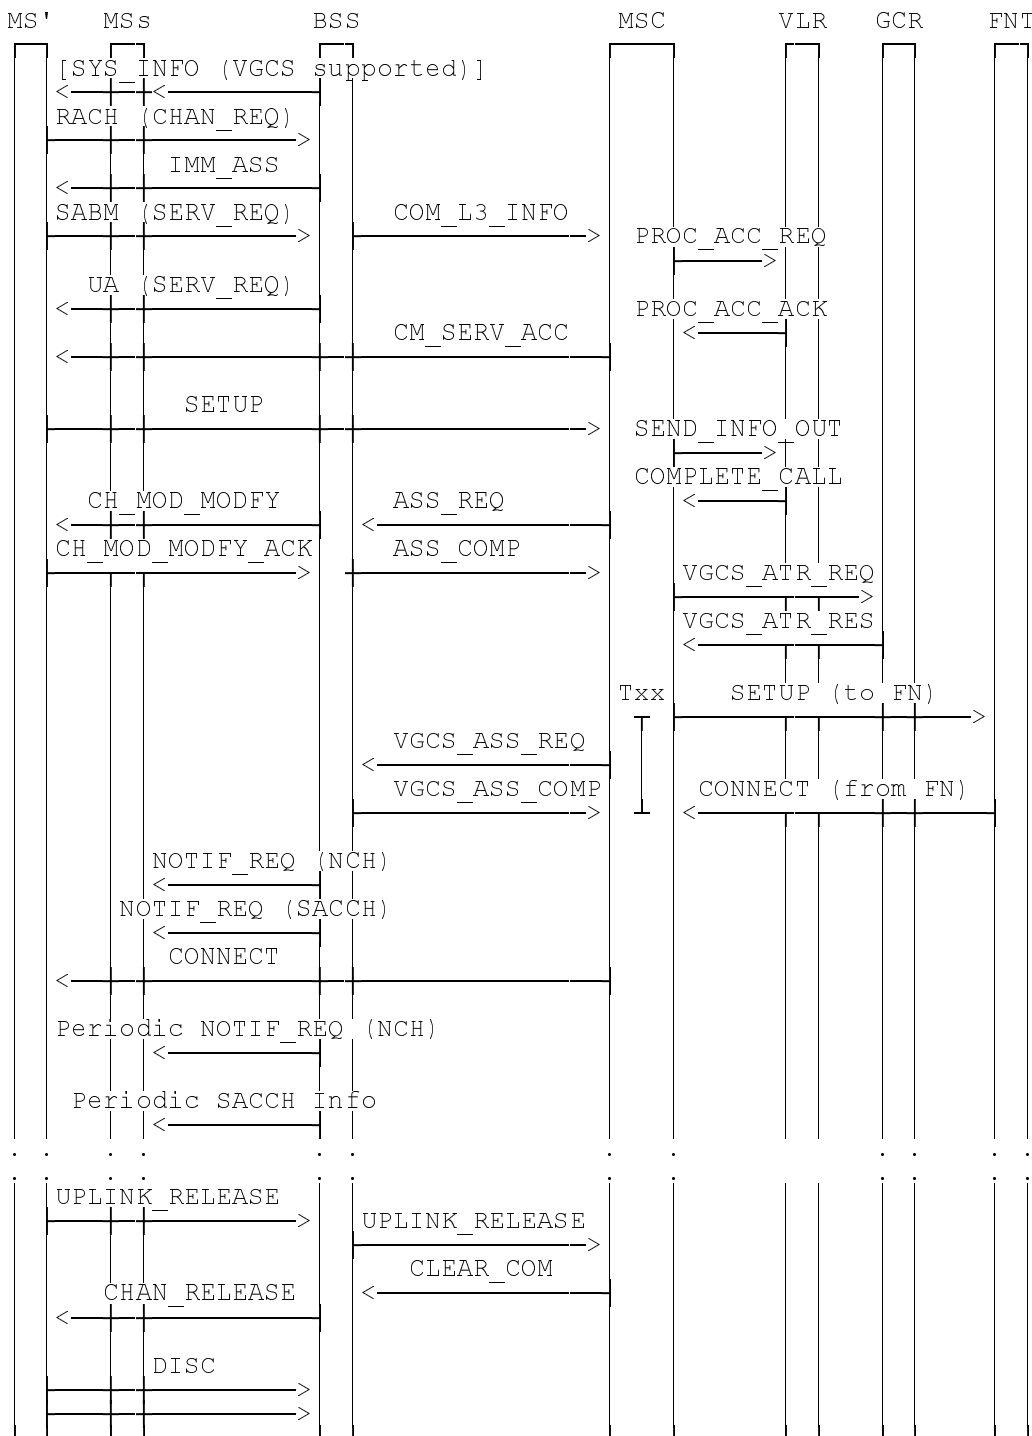 MS' MSs BSS MSC VLR GCR FNT
[SYS_INFO (VGCS supported)]
RACH (CHAN_REQ)
IMM_ASS
SABM (SERV_REQ) COM_L3_INFO
PROC_ACC_REQ
UA (SERV_REQ)
PROC_ACC_ACK
CM_SERV_ACC
SETUP
SEND_INFO_OUT
COMPLETE_CALL
CH_MOD_MODFY ASS_REQ
CH_MOD_MODFY_ACK ASS_COMP
VGCS_ATR_REQ
VGCS_ATR_RES
Txx SETUP (to FN)
VGCS_ASS_REQ
VGCS_ASS_COMP CONNECT (from FN)
NOTIF_REQ (NCH)
NOTIF_REQ (SACCH)
CONNECT
Periodic NOTIF_REQ (NCH)
Periodic SACCH Info
UPLINK_RELEASE
UPLINK_RELEASE
CLEAR_COM
CHAN_RELEASE
DISC